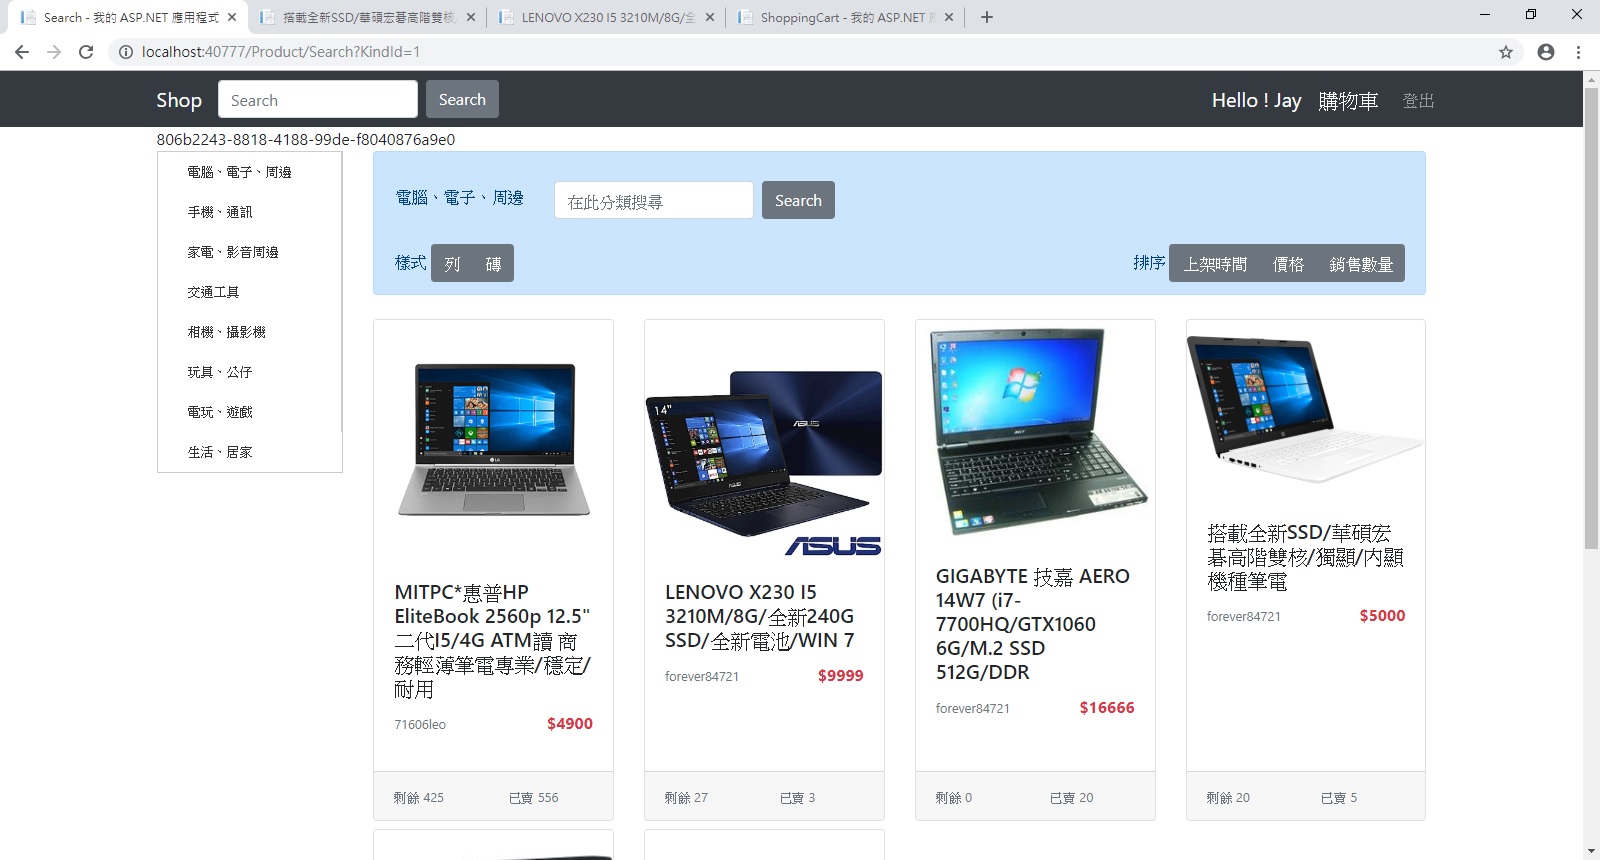 Search - 我的 ASP.NET 應用程式
搭載全新SSD/華碩宏碁高階雙核
LENOVO X230 I5 3210M/8G/全
ShoppingCart - 我的 ASP.NET 應
localhost:40777/Product/Search?KindId=1
Shop
Search
Search
Hello ! Jay
購物車
登出
806b2243-8818-4188-99de-f8040876a9e0
電腦、電子、周邊
手機、通訊
家電、影音周邊
交通工具
相機、攝影機
玩具、公仔
電玩、遊戲
生活、居家
電腦、電子、周邊
在此分類搜尋
Search
樣式
列
磚
排序
上架時間
價格
銷售數量
LG
MITPC*惠普HP
EliteBook 2560p 12.5"
二代I5/4G ATM讀 商
務輕薄筆電專業/穩定/
耐用
71606leo
$4900
剩餘 425
已賣 556
14"
ASUS
ASUS
LENOVO X230 I5
3210M/8G/全新240G
SSD/全新電池/WIN 7
forever84721
$9999
剩餘 27
已賣 3
acer
GIGABYTE 技嘉 AERO
14W7 (i7-
7700HQ/GTX1060
6G/M.2 SSD
512G/DDR
forever84721
$16666
剩餘 0
已賣 20
搭載全新SSD/華碩宏
碁高階雙核/獨顯/內顯
機種筆電
forever84721
$5000
剩餘 20
已賣 5